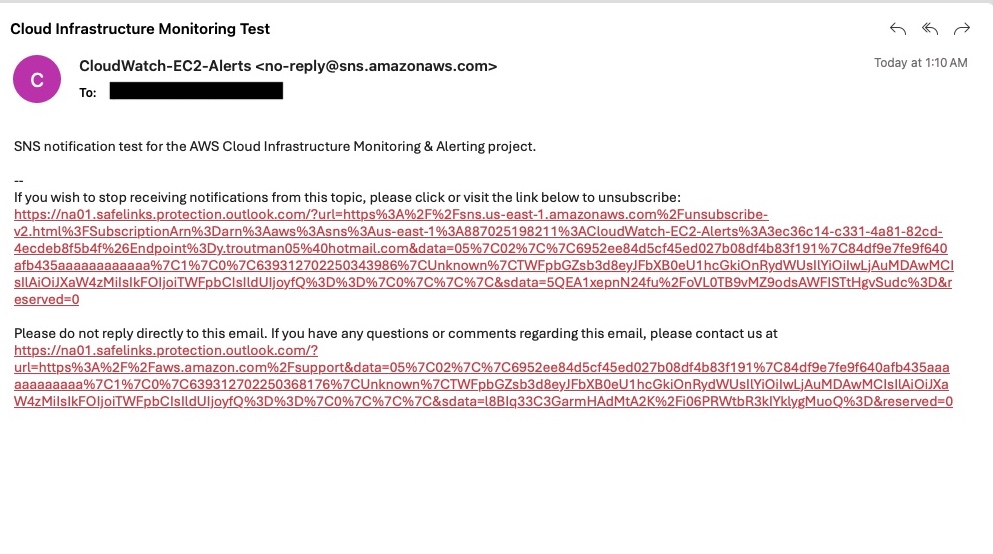 Cloud Infrastructure Monitoring Test
C
CloudWatch-EC2-Alerts <no-reply@sns.amazonaws.com>
Today at 1:10 AM
To:
SNS notification test for the AWS Cloud Infrastructure Monitoring & Alerting project.
--
If you wish to stop receiving notifications from this topic, please click or visit the link below to unsubscribe:
https://na01.safelinks.protection.outlook.com/?url=https%3A%2F%2Fsns.us-east-1.amazonaws.com%2Funsubscribe-
v2.html%3FSubscriptionArn%3Darn%3Aaws%3Asns%3Aus-east-1%3A887025198211%3ACloudWatch-EC2-Alerts%3A3ec36c14-c331-4a81-82cd-
4ecdeb8f5b4f%26Endpoint%3Dy.troutman05%40hotmail.com&data=05%7C02%7C%7C6952ee84d5cf45ed027b08df4b83f191%7C84df9e7fe9f640
afb435aaaaaaaaaaaa%7C1%7C0%7C639312702250343986%7CUnknown%7CTWFpbGZsb3d8eyJFbXB0eU1hcGkiOnRydWUsIlYiOiIwLjAuMDAwMCI
sIlAiOiJXaW4zMiIsIkFOIjoiTWFpbCIsIldUIjoyfQ%3D%3D%7C0%7C%7C%7C&sdata=5QEA1xepnN24fu%2FoVL0TB9vMZ9odsAWFISTtHgvSudc%3D&r
eserved=0
Please do not reply directly to this email. If you have any questions or comments regarding this email, please contact us at
https://na01.safelinks.protection.outlook.com/?
url=https%3A%2F%2Faws.amazon.com%2Fsupport&data=05%7C02%7C%7C6952ee84d5cf45ed027b08df4b83f191%7C84df9e7fe9f640afb435aaa
aaaaaaaaa%7C1%7C0%7C639312702250368176%7CUnknown%7CTWFpbGZsb3d8eyJFbXB0eU1hcGkiOnRydWUsIlYiOiIwLjAuMDAwMCIsIlAiOiJXa
W4zMiIsIkFOIjoiTWFpbCIsIldUIjoyfQ%3D%3D%7C0%7C%7C%7C&sdata=l8BIq33C3GarmHAdMtA2K%2Fi06PRWtbR3kIYklygMuoQ%3D&reserved=0